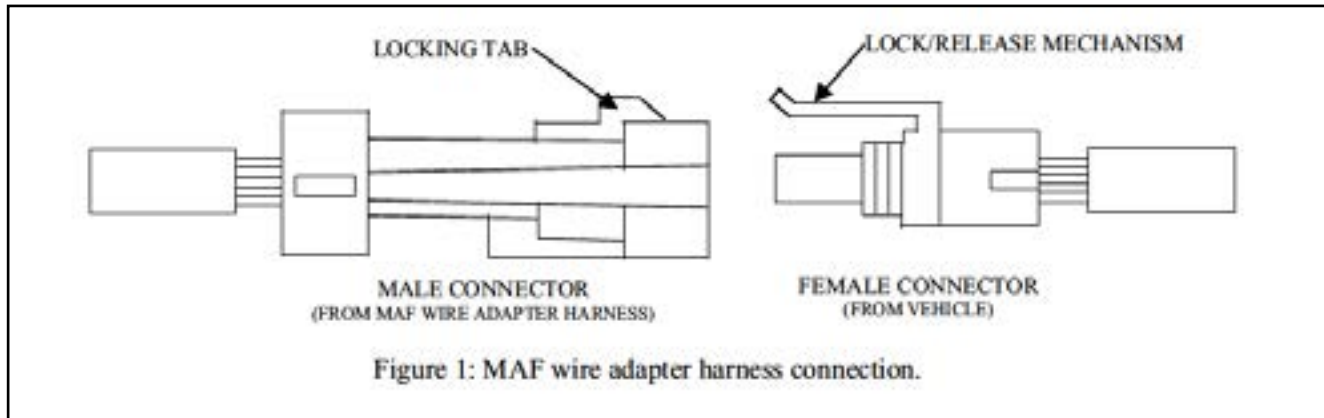 LOCKING TAB
LOCK/RELEASE MECHANISM
MALE CONNECTOR
(FROM MAF WIRE ADAPTER HARNESS)
FEMALE CONNECTOR
(FROM VEHICLE)
Figure 1: MAF wire adapter harness connection.